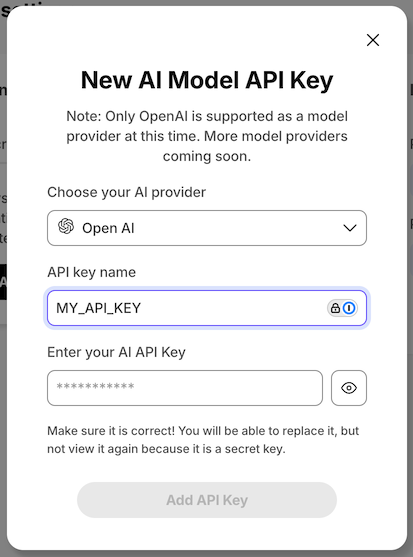 New AI Model API Key
Note: Only OpenAI is supported as a model
provider at this time. More model providers
coming soon.
Choose your AI provider
Open AI
API key name
MY_API_KEY
Enter your AI API Key
***********
Make sure it is correct! You will be able to replace it, but
not view it again because it is a secret key.
Add API Key